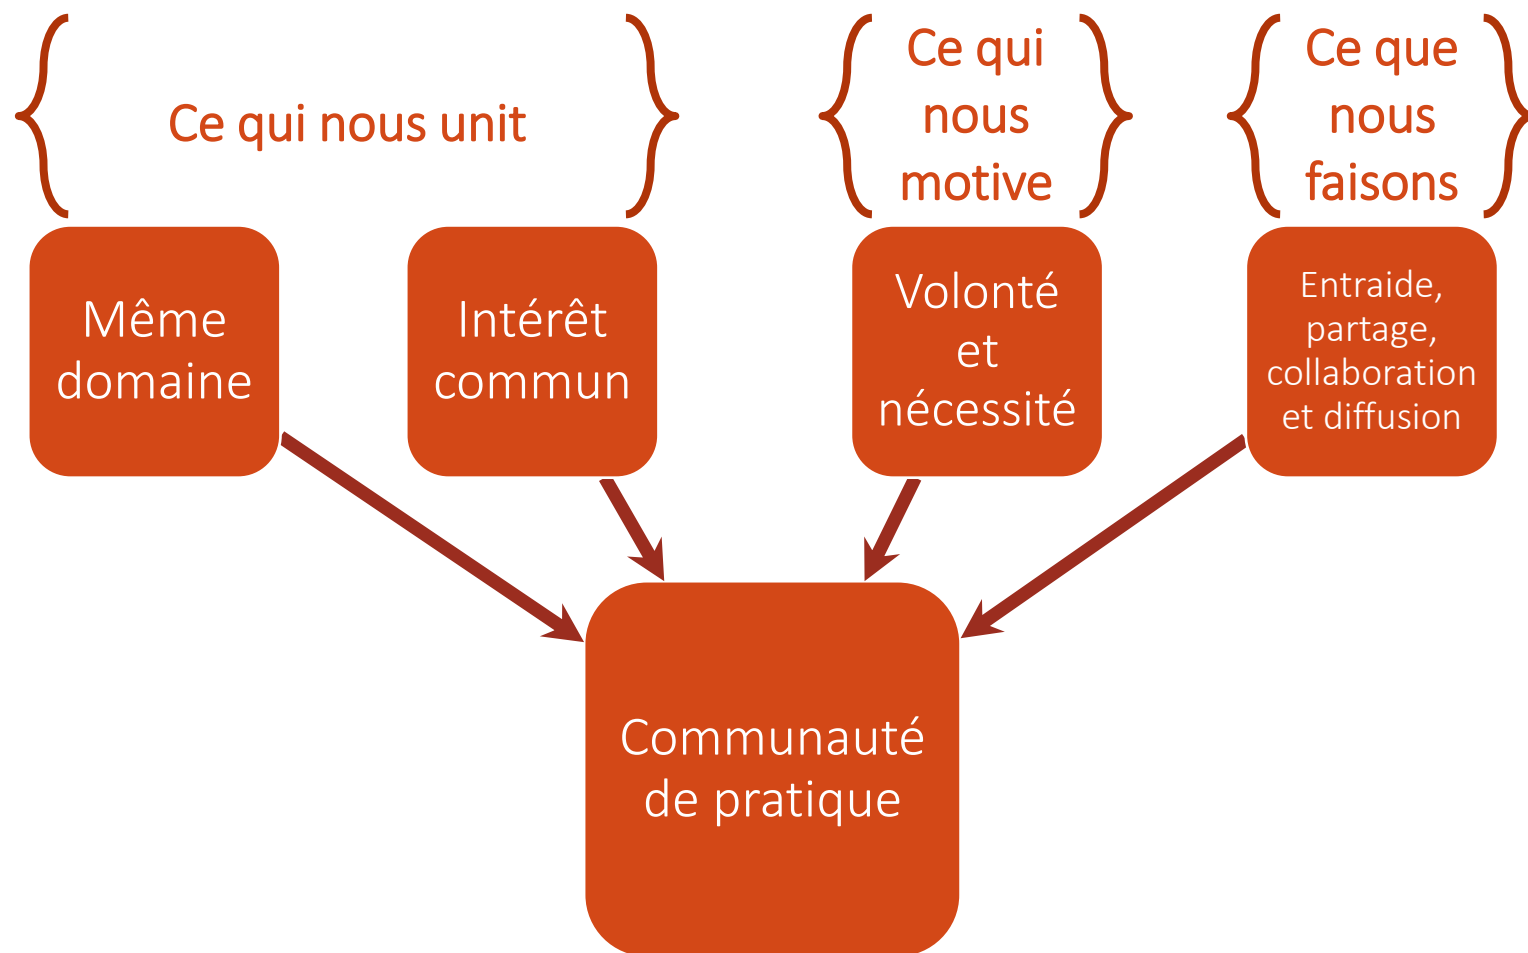 Ce qui nous unit
Ce qui
nous
motive
Ce que
nous
faisons
Même
domaine
Intérêt
commun
Volonté
et
nécessité
Entraide,
partage,
collaboration
et diffusion
Communauté
de pratique